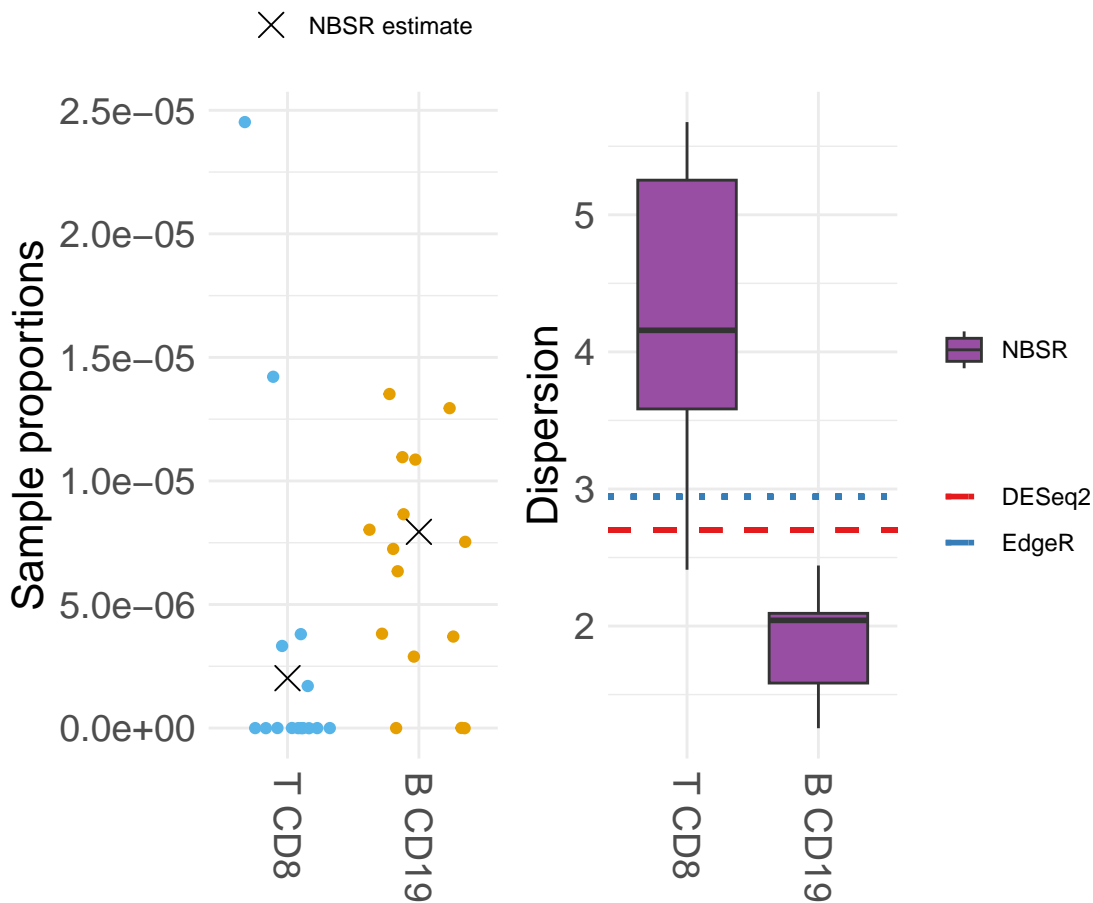 NBSR estimate
Sample proportions
2.5e−05
2.0e−05
1.5e−05
1.0e−05
5.0e−06
0.0e+00
T CD8
B CD19
Dispersion
5
4
3
2
T CD8
B CD19
NBSR
DESeq2
EdgeR